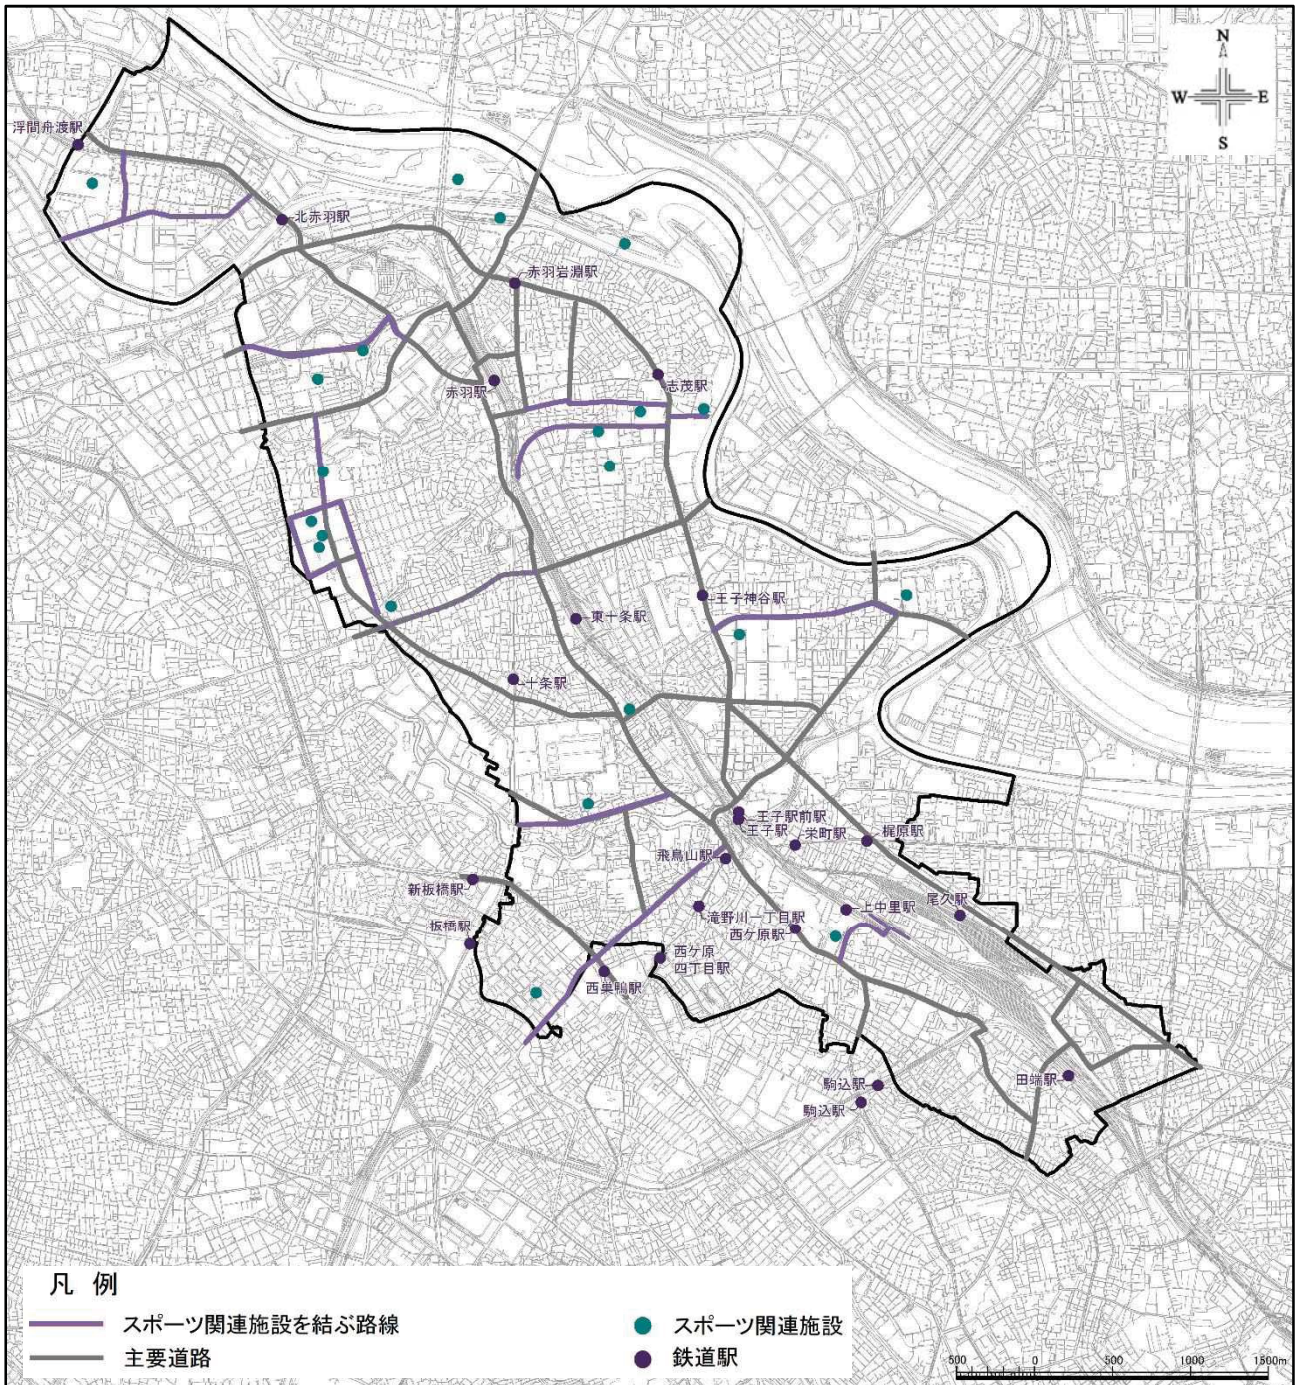 N
W E
S
浮間舟渡駅
北赤羽駅
赤羽岩淵駅
赤羽駅
志茂駅
王子神谷駅
東十条駅
十条駅
王子駅前駅
王子駅
栄町駅
梶原駅
飛鳥山駅
新板橋駅
板橋駅
滝野川一丁目駅
西ケ原駅
上中里駅
尾久駅
西ケ原
四丁目駅
西巣鴨駅
駒込駅
駒込駅
田端駅
凡 例
スポーツ関連施設を結ぶ路線
スポーツ関連施設
主要道路
鉄道駅
500 0 500 1000 1500m